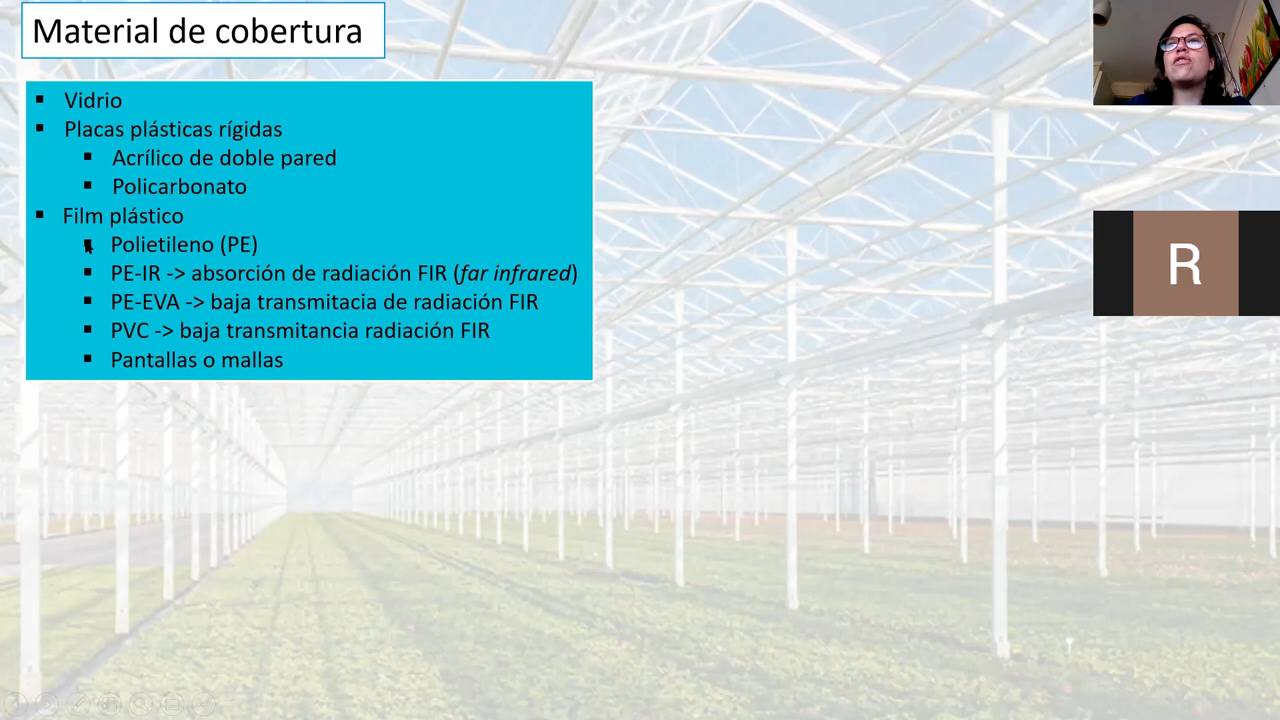 Material de cobertura
Vidrio
Placas plásticas rígidas
Acrílico de doble pared
Policarbonato
Film plástico
Polietileno (PE)
PE-IR -> absorción de radiación FIR (far infrared)
PE-EVA -> baja transmitacia de radiación FIR
PVC -> baja transmitancia radiación FIR
Pantallas o mallas
R